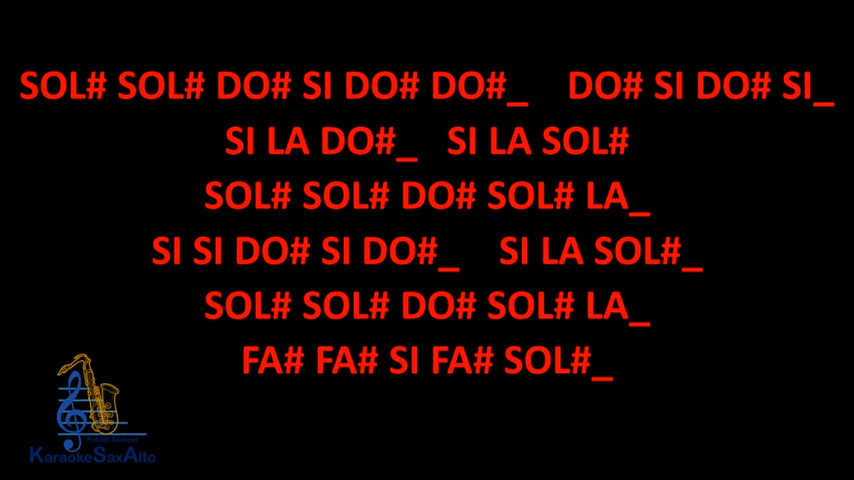 SOL# SOL# DO# SI DO# DO#_ DO# SI DO# SI_
SI LA DO#_ SI LA SOL#
SOL# SOL# DO# SOL# LA_
SI SI DO# SI DO#_ SI LA SOL#_
SOL# SOL# DO# SOL# LA_
FA# FA# SI FA# SOL#_
KaraokeSaxAlto